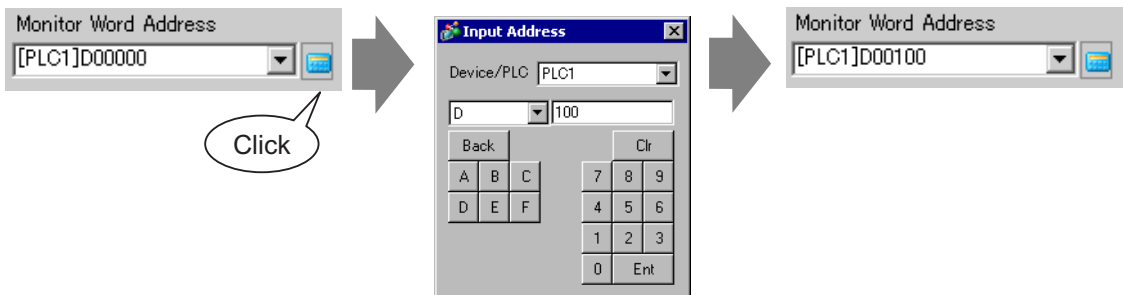 Monitor Word Address
[PLC1]D00000
Click
Input Address
Device/PLC PLC1
D 100
Back Clr
A B C 7 8 9
D E F 4 5 6
1 2 3
0 Ent
Monitor Word Address
[PLC1]D00100